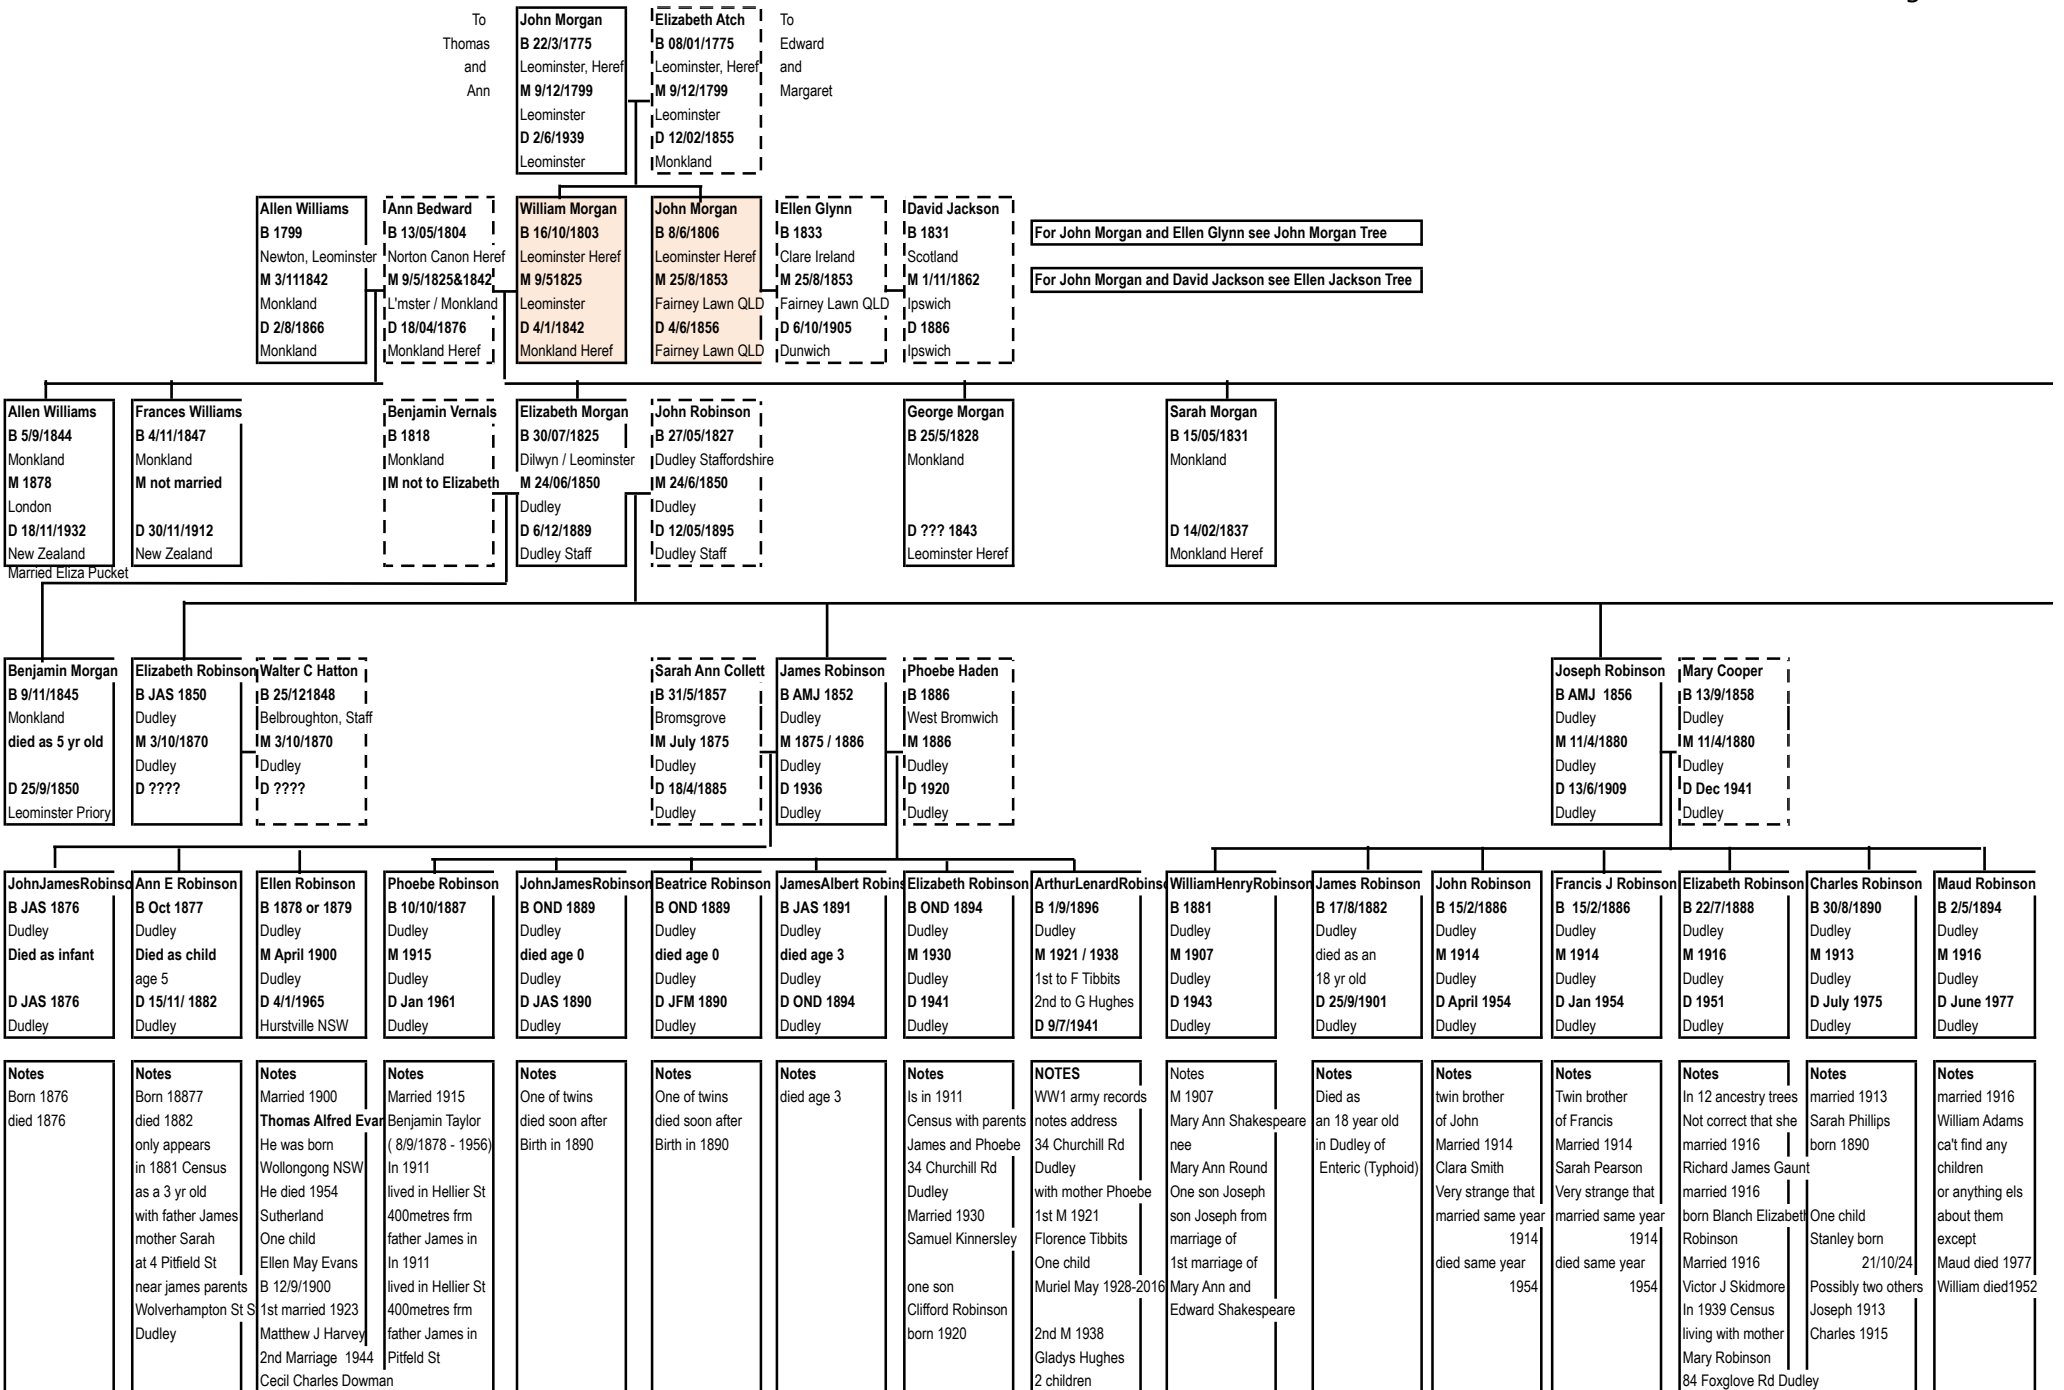 To
Thomas
and
Ann
John Morgan
B 22/3/1775
Leominster, Heref
M 9/12/1799
Leominster
D 2/6/1939
Leominster
Elizabeth Atch
B 08/01/1775
Leominster, Heref
M 9/12/1799
Leominster
D 12/02/1855
Monkland
To
Edward
and
Margaret
Allen Williams
B 1799
Newton, Leominster
M 3/111842
Monkland
D 2/8/1866
Monkland
Ann Bedward
B 13/05/1804
Norton Canon Heref
M 9/5/1825&1842
L'mster / Monkland
D 18/04/1876
Monkland Heref
William Morgan
B 16/10/1803
Leominster Heref
M 9/51825
Leominster
D 4/1/1842
Monkland Heref
John Morgan
B 8/6/1806
Leominster Heref
M 25/8/1853
Fairney Lawn QLD
D 4/6/1856
Fairney Lawn QLD
Ellen Glynn
B 1833
Clare Ireland
M 25/8/1853
Fairney Lawn QLD
D 6/10/1905
Dunwich
David Jackson
B 1831
Scotland
M 1/11/1862
Ipswich
D 1886
Ipswich
For John Morgan and Ellen Glynn see John Morgan Tree
For John Morgan and David Jackson see Ellen Jackson Tree
Allen Williams
B 5/9/1844
Monkland
M 1878
London
D 18/11/1932
New Zealand
Married Eliza Pucket
Frances Williams
B 4/11/1847
Monkland
M not married
D 30/11/1912
New Zealand
Benjamin Vernals
B 1818
Monkland
M not to Elizabeth
Elizabeth Morgan
B 30/07/1825
Dilwyn / Leominster
M 24/06/1850
Dudley
D 6/12/1889
Dudley Staff
John Robinson
B 27/05/1827
Dudley Staffordshire
M 24/6/1850
Dudley
D 12/05/1895
Dudley Staff
George Morgan
B 25/5/1828
Monkland
D ??? 1843
Leominster Heref
Sarah Morgan
B 15/05/1831
Monkland
D 14/02/1837
Monkland Heref
Benjamin Morgan
B 9/11/1845
Monkland
died as 5 yr old
D 25/9/1850
Leominster Priory
Elizabeth Robinson
B JAS 1850
Dudley
M 3/10/1870
Dudley
D ????
Walter C Hatton
B 25/121848
Belbroughton, Staff
M 3/10/1870
Dudley
D ????
Sarah Ann Collett
B 31/5/1857
Bromsgrove
M July 1875
Dudley
D 18/4/1885
Dudley
James Robinson
B AMJ 1852
Dudley
M 1875 / 1886
Dudley
D 1936
Dudley
Phoebe Haden
B 1886
West Bromwich
M 1886
Dudley
D 1920
Dudley
Joseph Robinson
B AMJ 1856
Dudley
M 11/4/1880
Dudley
D 13/6/1909
Dudley
Mary Cooper
B 13/9/1858
Dudley
M 11/4/1880
Dudley
D Dec 1941
Dudley
JohnJamesRobinso
B JAS 1876
Dudley
Died as infant
D JAS 1876
Dudley
Ann E Robinson
B Oct 1877
Dudley
Died as child
age 5
D 15/11/ 1882
Dudley
Ellen Robinson
B 1878 or 1879
Dudley
M April 1900
Dudley
D 4/1/1965
Hurstville NSW
Phoebe Robinson
B 10/10/1887
Dudley
M 1915
Dudley
D Jan 1961
Dudley
JohnJamesRobinson
B OND 1889
Dudley
died age 0
Dudley
D JAS 1890
Dudley
Beatrice Robinson
B OND 1889
Dudley
died age 0
Dudley
D JFM 1890
Dudley
JamesAlbert Robins
B JAS 1891
Dudley
died age 3
Dudley
D OND 1894
Dudley
Elizabeth Robinson
B OND 1894
Dudley
M 1930
Dudley
D 1941
Dudley
ArthurLenardRobinso
B 1/9/1896
Dudley
M 1921 / 1938
1st to F Tibbits
2nd to G Hughes
D 9/7/1941
WilliamHenryRobinson
B 1881
Dudley
M 1907
Dudley
D 1943
Dudley
James Robinson
B 17/8/1882
Dudley
died as an
18 yr old
D 25/9/1901
Dudley
John Robinson
B 15/2/1886
Dudley
M 1914
Dudley
D April 1954
Dudley
Francis J Robinson
B 15/2/1886
Dudley
M 1914
Dudley
D Jan 1954
Dudley
Elizabeth Robinson
B 22/7/1888
Dudley
M 1916
Dudley
D 1951
Dudley
Charles Robinson
B 30/8/1890
Dudley
M 1913
Dudley
D July 1975
Dudley
Maud Robinson
B 2/5/1894
Dudley
M 1916
Dudley
D June 1977
Dudley
Notes
Born 1876
died 1876
Notes
Born 18877
died 1882
only appears
in 1881 Census
as a 3 yr old
with father James
mother Sarah
at 4 Pitfield St
near james parents
Wolverhampton St S
Dudley
Notes
Married 1900
Thomas Alfred Evan
He was born
Wollongong NSW
He died 1954
Sutherland
One child
Ellen May Evans
B 12/9/1900
1st married 1923
Matthew J Harvey
2nd Marriage 1944
Cecil Charles Dowman
Notes
Married 1915
Benjamin Taylor
( 8/9/1878 - 1956)
In 1911
lived in Hellier St
400metres frm
father James in
In 1911
lived in Hellier St
400metres frm
father James in
Pitfeld St
Notes
One of twins
died soon after
Birth in 1890
Notes
One of twins
died soon after
Birth in 1890
Notes
died age 3
Notes
Is in 1911
Census with parents
James and Phoebe
34 Churchill Rd
Dudley
Married 1930
Samuel Kinnersley
one son
Clifford Robinson
born 1920
NOTES
WW1 army records
notes address
34 Churchill Rd
Dudley
with mother Phoebe
1st M 1921
Florence Tibbits
One child
Muriel May 1928-2016
2nd M 1938
Gladys Hughes
2 children
Notes
M 1907
Mary Ann Shakespeare
nee
Mary Ann Round
One son Joseph
son Joseph from
marriage of
1st marriage of
Mary Ann and
Edward Shakespeare
Notes
Died as
an 18 year old
in Dudley of
Enteric (Typhoid)
Notes
twin brother
of John
Married 1914
Clara Smith
Very strange that
married same year
1914
died same year
1954
Notes
Twin brother
of Francis
Married 1914
Sarah Pearson
Very strange that
married same year
1914
died same year
1954
Notes
In 12 ancestry trees
Not correct that she
married 1916
Richard James Gaunt
married 1916
born Blanch Elizabeth
Robinson
Married 1916
Victor J Skidmore
In 1939 Census
living with mother
Mary Robinson
84 Foxglove Rd Dudley
Notes
married 1913
Sarah Phillips
born 1890
One child
Stanley born
21/10/24
Possibly two others
Joseph 1913
Charles 1915
Notes
married 1916
William Adams
ca't find any
children
or anything els
about them
except
Maud died 1977
William died1952